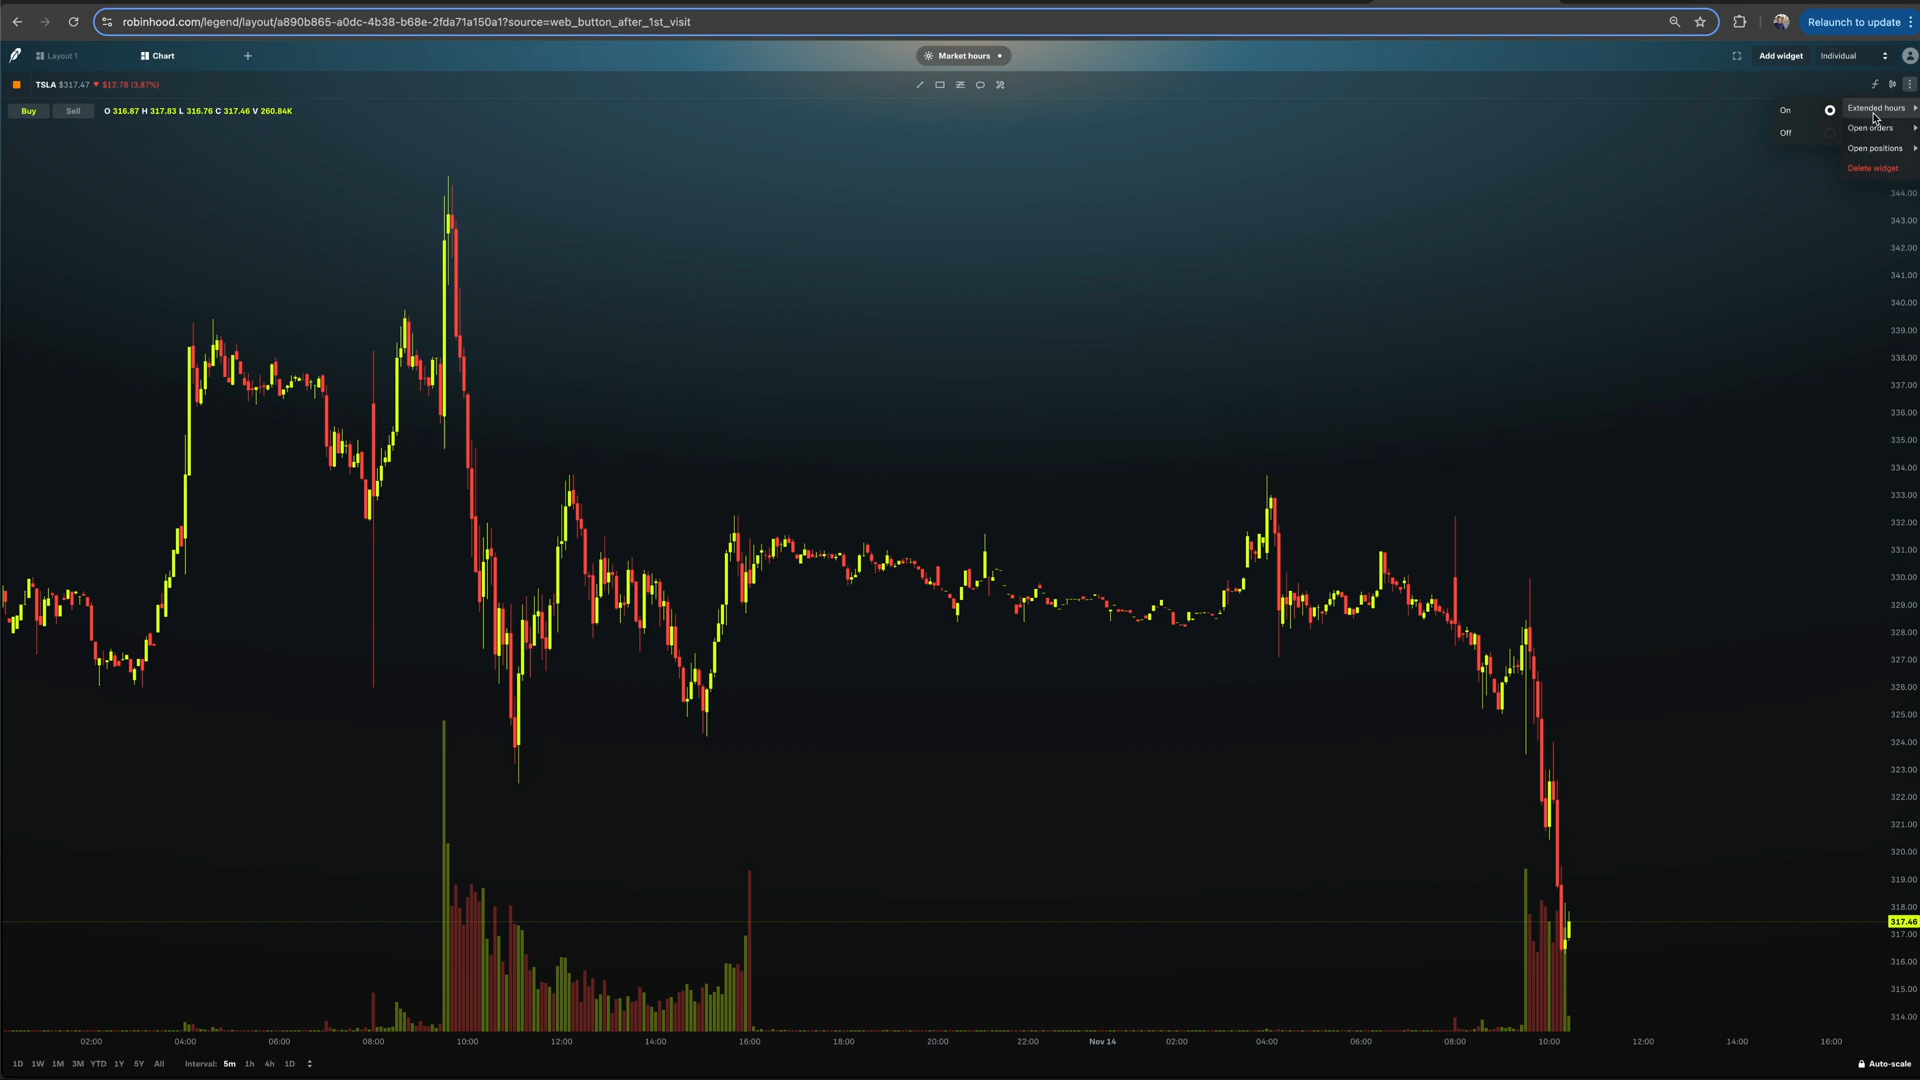 robinhood.com/legend/layout/a890b865-a0dc-4b38-b68e-2fda71a150a1?source=web_button_after_1st_visit
Relaunch to update
Layout 1
Chart
Market hours
Add widget
Individual
TSLA $317.47 ▼ $12.78 (3.87%)
Buy
Sell
O 316.87 H 317.83 L 316.76 C 317.46 V 260.84K
On
Off
Extended hours
Open orders
Open positions
Delete widget
344.00
343.00
342.00
341.00
340.00
339.00
338.00
337.00
336.00
335.00
334.00
333.00
332.00
331.00
330.00
329.00
328.00
327.00
326.00
325.00
324.00
323.00
322.00
321.00
320.00
319.00
318.00
317.46
317.00
316.00
315.00
314.00
02:00 04:00 06:00 08:00 10:00 12:00 14:00 16:00 18:00 20:00 22:00 Nov 14 02:00 04:00 06:00 08:00 10:00 12:00 14:00 16:00
1D 1W 1M 3M YTD 1Y 5Y All Interval: 5m 1h 4h 1D
Auto-scale